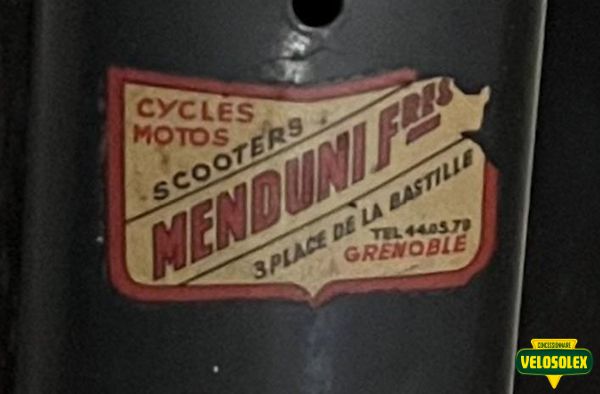 CYCLES
MOTOS
SCOOTERS
MENDUNI FRES
3 PLACE DE LA BASTILLE
TEL 44.05.79
GRENOBLE
CONCESSIONNAIRE
VELOSOLEX